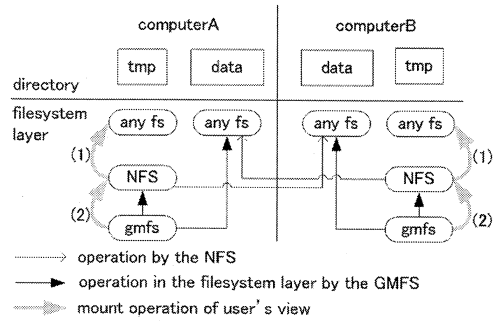 computerA computerB
tmp data data tmp
directory
filesystem layer
any fs any fs any fs any fs
(1) (1)
NFS NFS
(2) (2)
gmfs gmfs
operation by the NFS
operation in the filesystem layer by the GMFS
mount operation of user's view